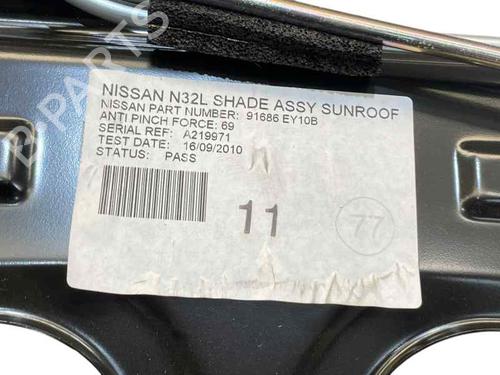 NISSAN N32L SHADE ASSY SUNROOF
NISSAN PART NUMBER: 91686 EY10B
ANTI PINCH FORCE: 69
SERIAL REF: A219971
TEST DATE: 16/09/2010
STATUS: PASS
11
77
B-PARTS